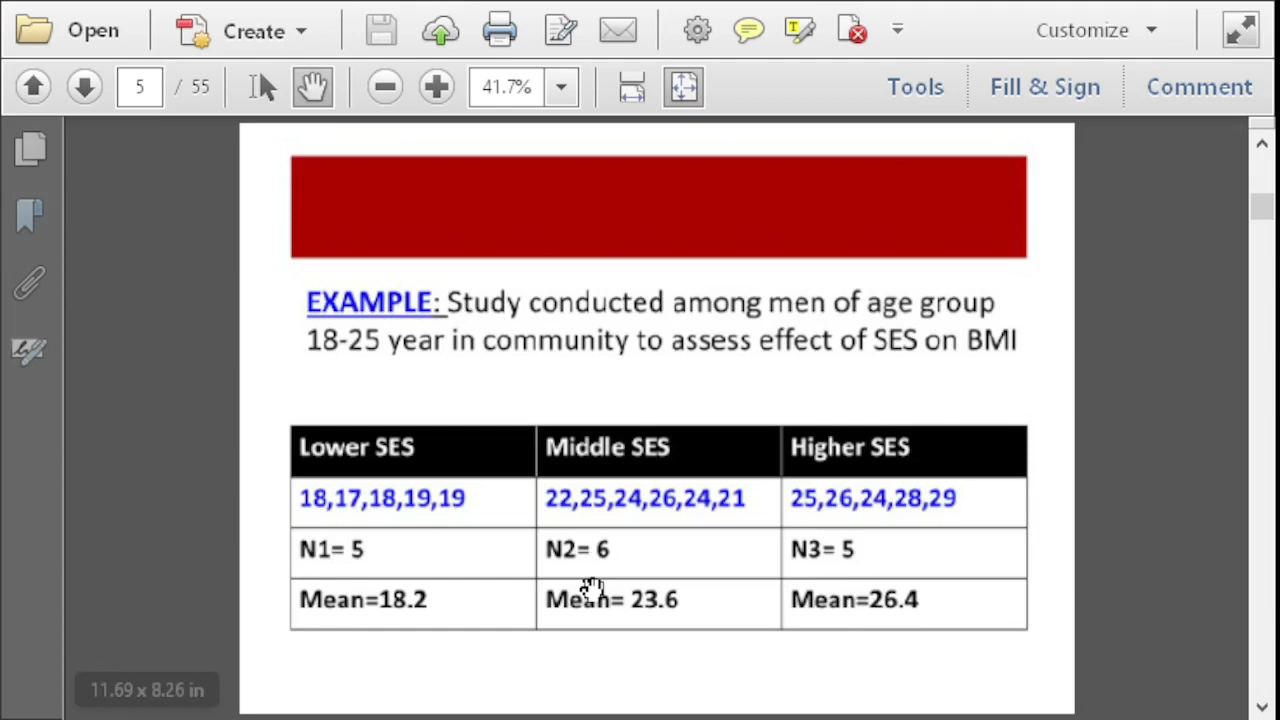 Open Create Customize
5 / 55 41.7% Tools Fill & Sign Comment
EXAMPLE: Study conducted among men of age group
18-25 year in community to assess effect of SES on BMI
Lower SES Middle SES Higher SES
18,17,18,19,19 22,25,24,26,24,21 25,26,24,28,29
N1= 5 N2= 6 N3= 5
Mean=18.2 Mean= 23.6 Mean=26.4
11.69 x 8.26 in